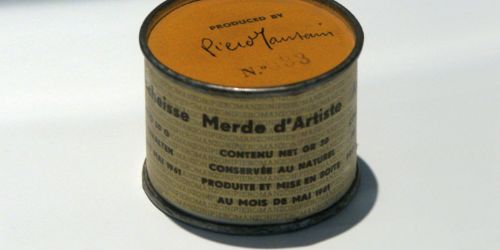 PRODUCED BY
Piero Manzoni
N.º
Merde d'Artiste
CONTENU NET GR 30
CONSERVÉE AU NATUREL
PRODUITE ET MISE EN BOITE
AU MOIS DE MAI 1961